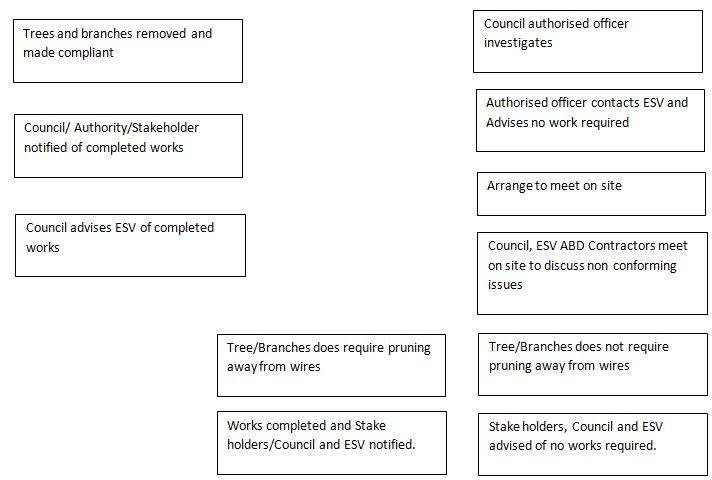 Trees and branches removed and
made compliant
Council/ Authority/Stakeholder
notified of completed works
Council advises ESV of completed
works
Council authorised officer
investigates
Authorised officer contacts ESV and
Advises no work required
Arrange to meet on site
Council, ESV ABD Contractors meet
on site to discuss non conforming
issues
Tree/Branches does require pruning
away from wires
Tree/Branches does not require
pruning away from wires
Works completed and Stake
holders/Council and ESV notified.
Stake holders, Council and ESV
advised of no works required.